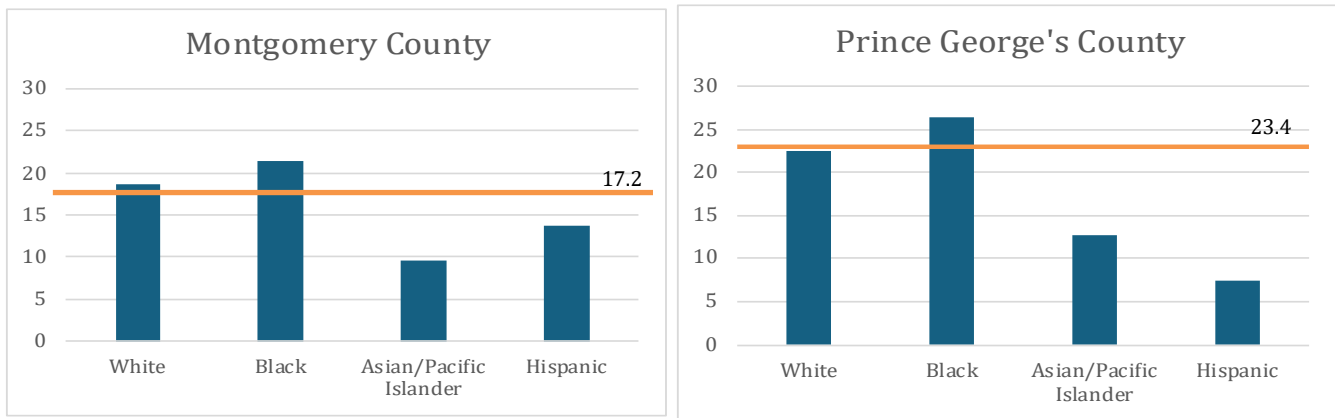 Montgomery County
30
25
20
17.2
15
10
5
0
White
Black
Asian/Pacific
Islander
Hispanic
Prince George's County
30
25
23.4
20
15
10
5
0
White
Black
Asian/Pacific
Islander
Hispanic